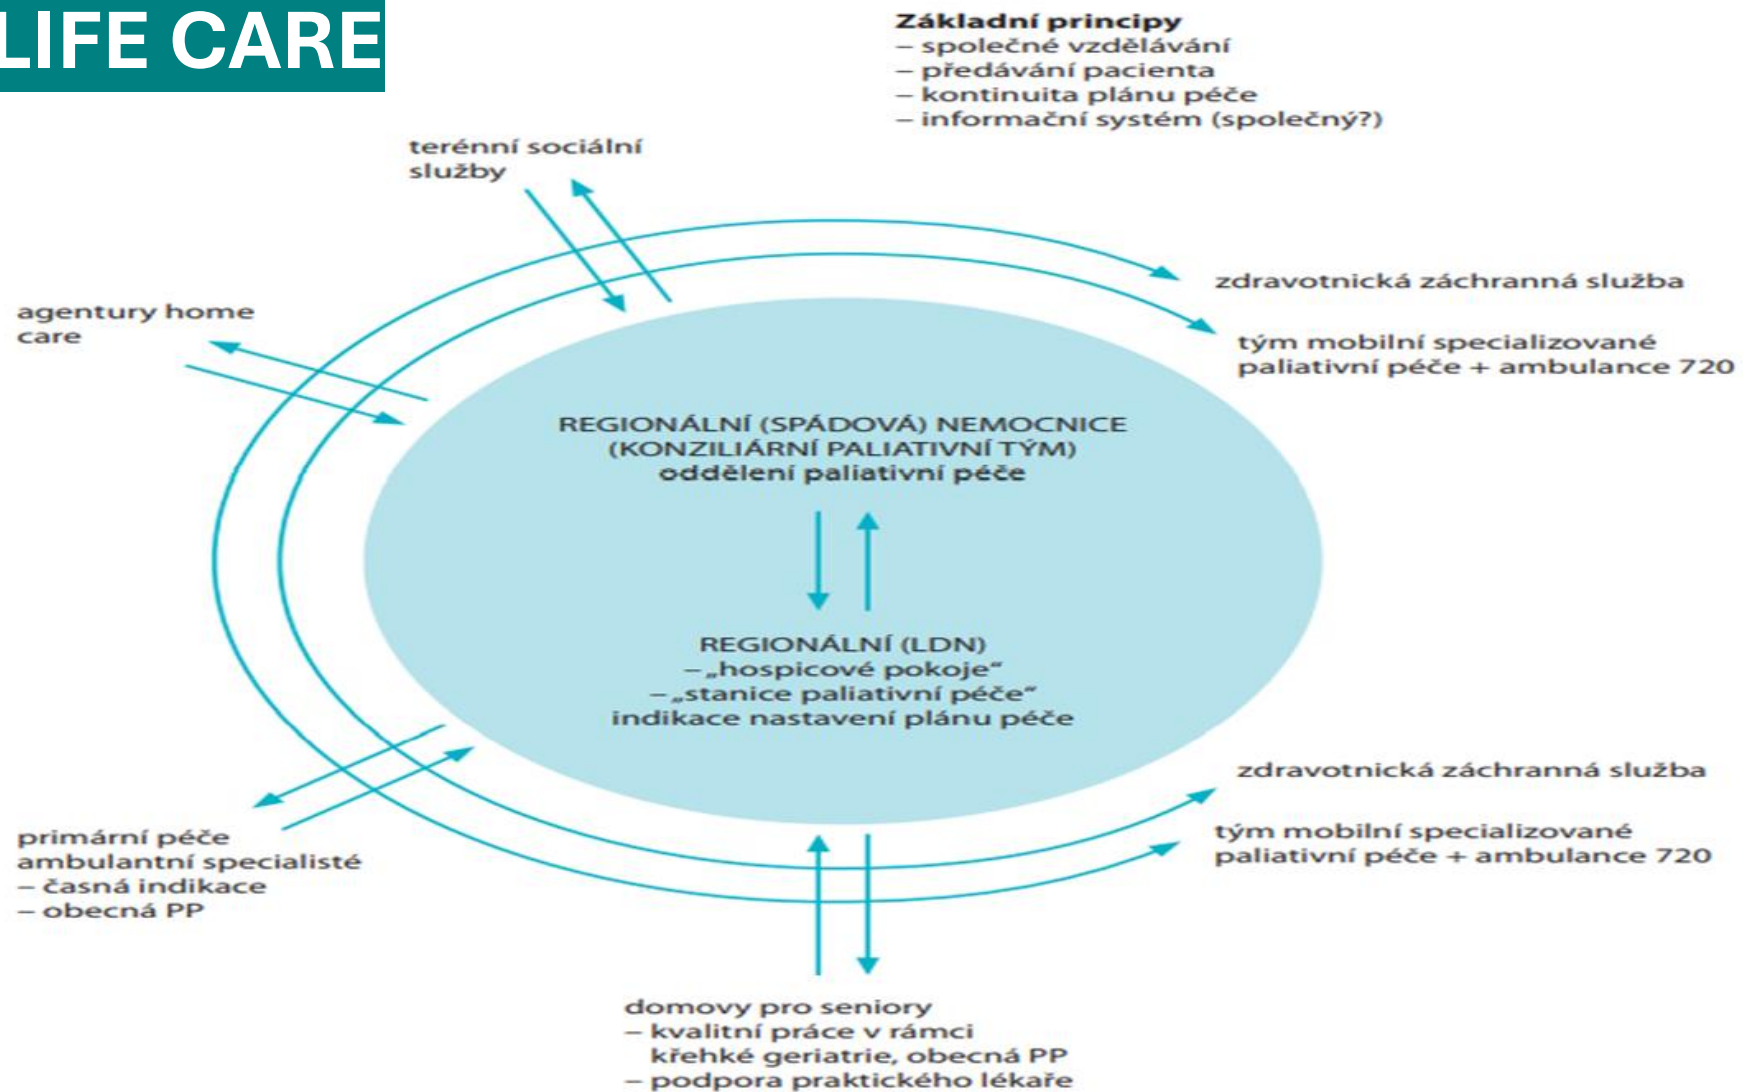 LIFE CARE
Základní principy
– společné vzdělávání
– předávání pacienta
– kontinuita plánu péče
– informační systém (společný?)
terénní sociální
služby
agentury home
care
zdravotnická záchranná služba
tým mobilní specializované
paliativní péče + ambulance 720
REGIONÁLNÍ (SPÁDOVÁ) NEMOCNICE
(KONZILIÁRNÍ PALIATIVNÍ TÝM)
oddělení paliativní péče
REGIONÁLNÍ (LDN)
– „hospicové pokoje“
– „stanice paliativní péče“
indikace nastavení plánu péče
zdravotnická záchranná služba
tým mobilní specializované
paliativní péče + ambulance 720
primární péče
ambulantní specialisté
– časná indikace
– obecná PP
domovy pro seniory
– kvalitní práce v rámci
křehké geriatrie, obecná PP
– podpora praktického lékaře